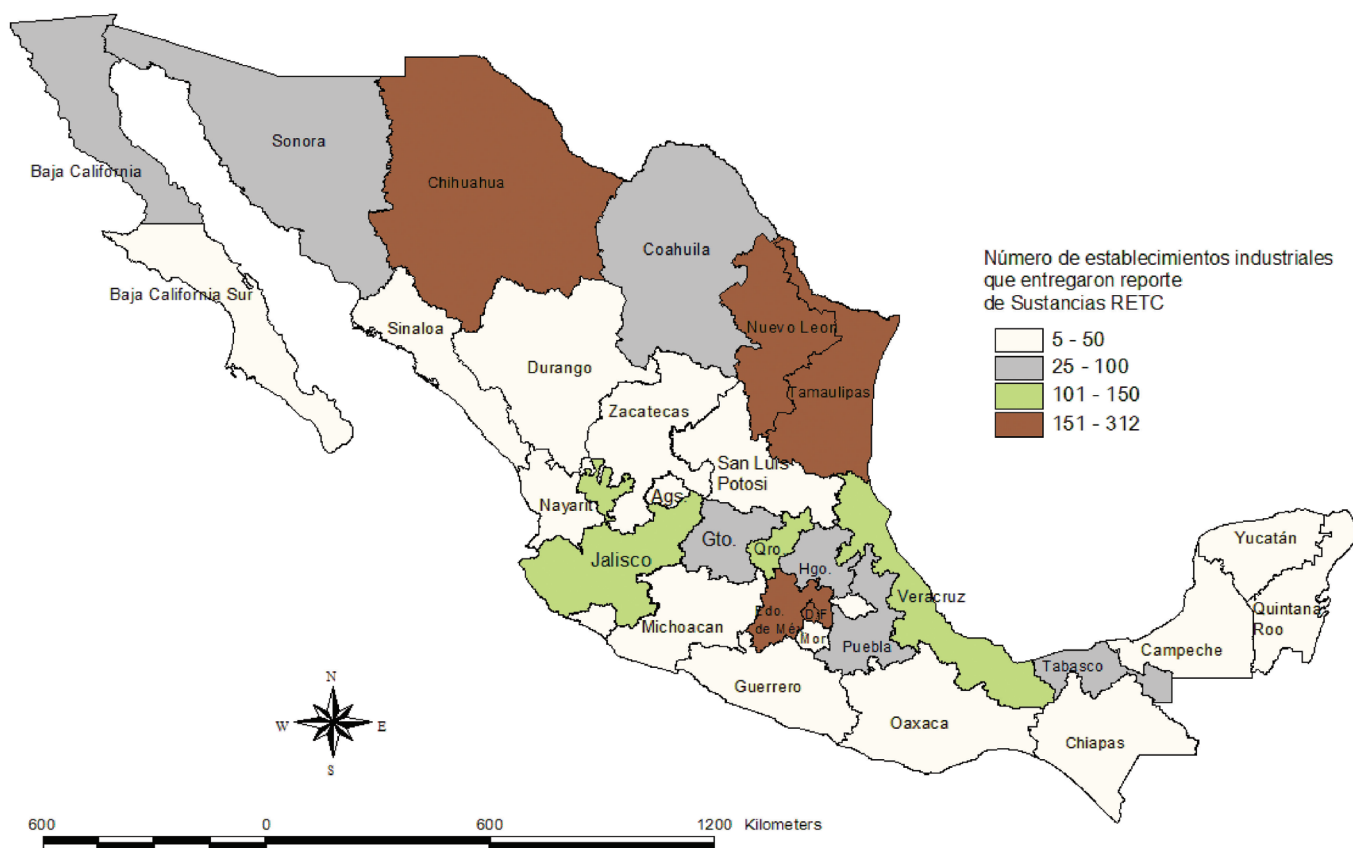 Sonora
Baja California
Chihuahua
Coahuila
Número de establecimientos industriales
que entregaron reporte
de Sustancias RETC
5 - 50
25 - 100
101 - 150
151 - 312
Baja California Sur
Sinaloa
Nuevo Leon
Durango
Tamaulipas
Zacatecas
San Luis
Potosi
Nayarit
Ags
Gto.
Qro.
Jalisco
Hgo.
Yucatán
Veracruz
Quintana
Roo
Edo.
de Méx
D.F
Mor
Michoacan
Puebla
Campeche
Tabasco
Guerrero
Oaxaca
Chiapas
N
W
E
S
600
0
600
1200
Kilometers